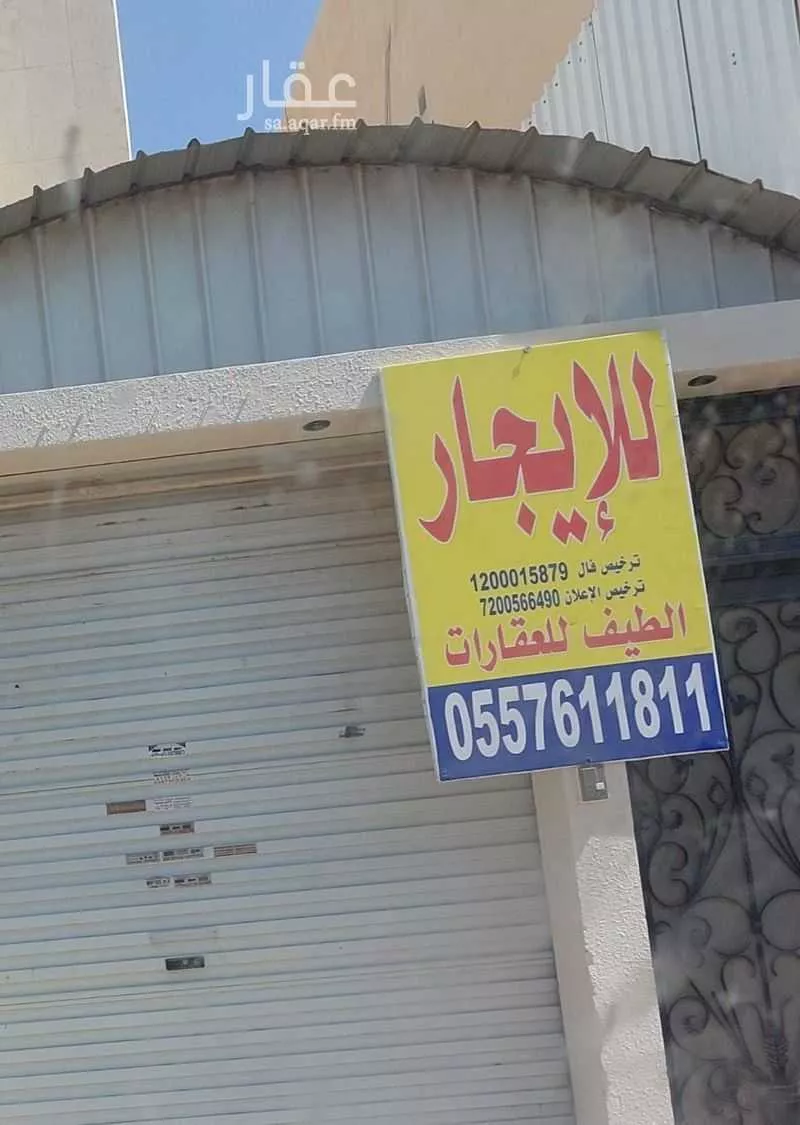 عقار
sa.aqar.fm
للإيجار
ترخيص فال 1200015879
ترخيص الإعلان 7200566490
الطيف للعقارات
0557611811